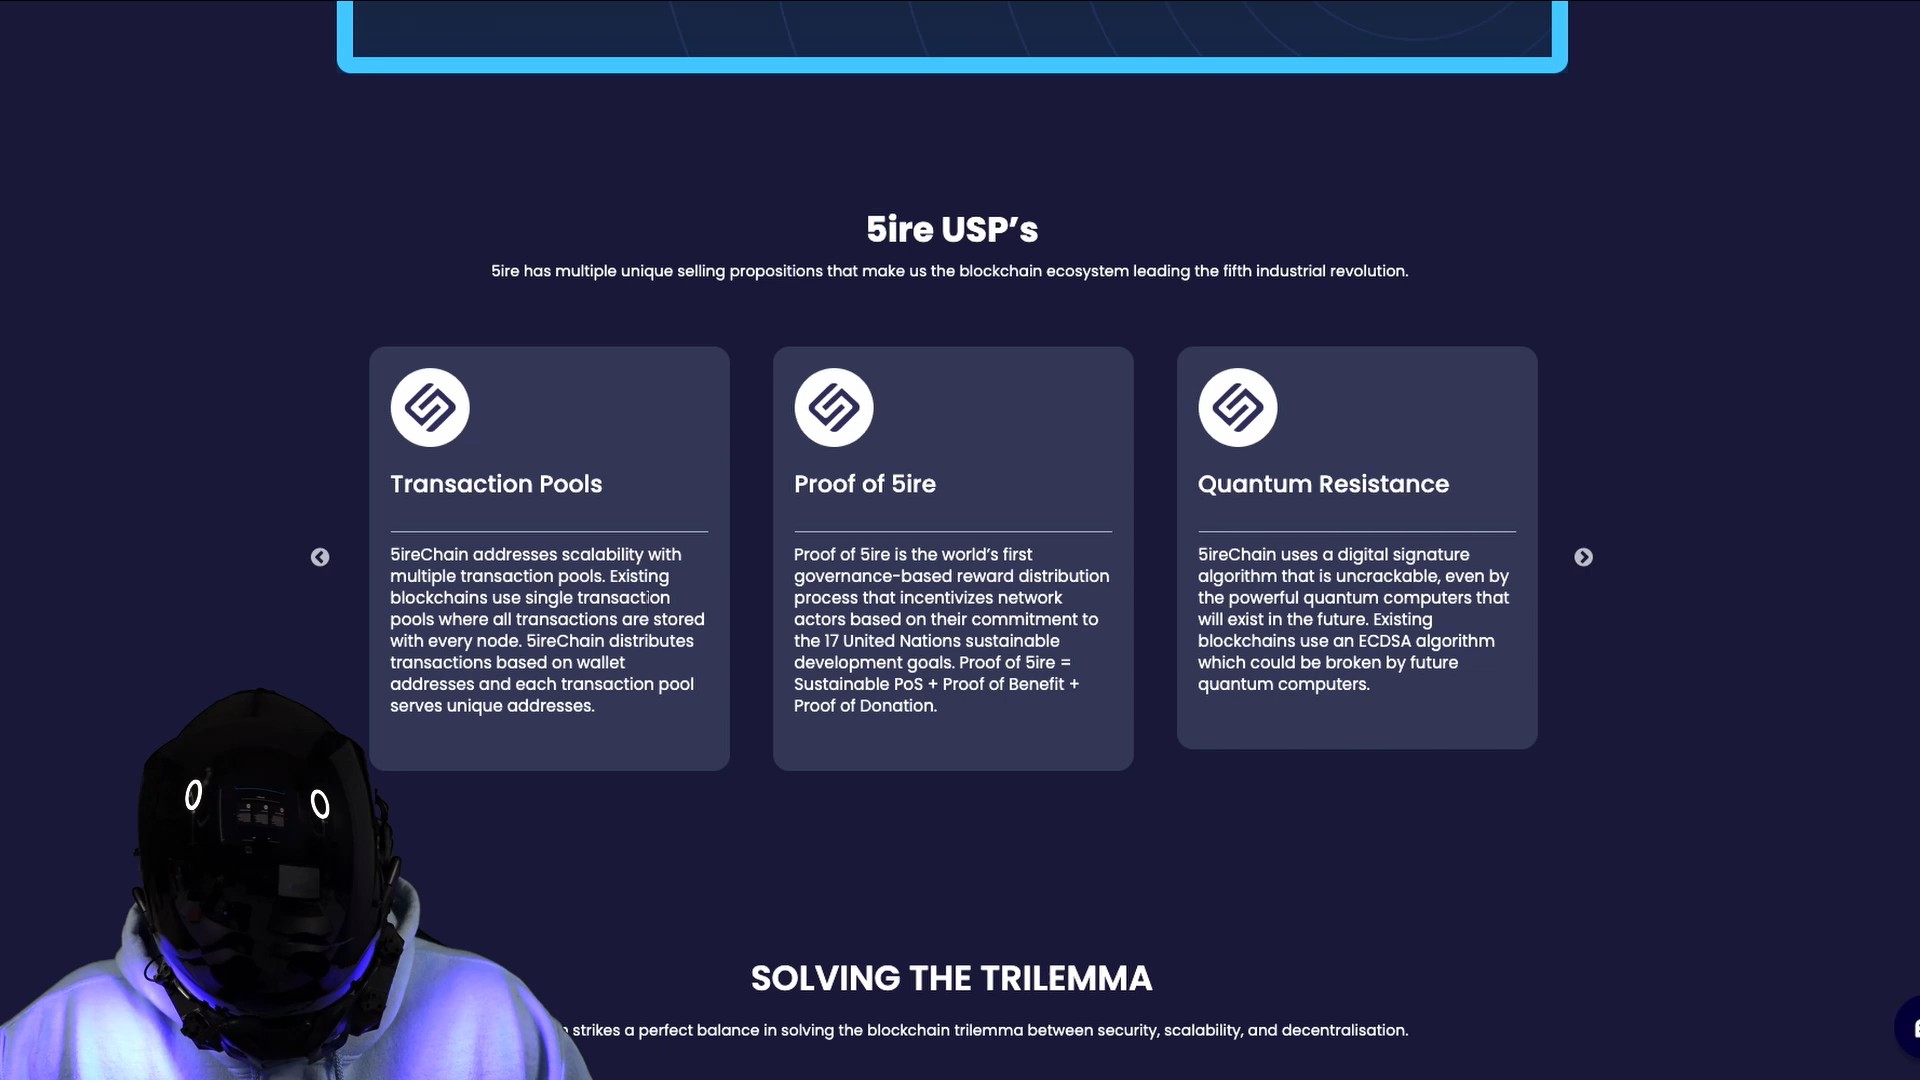 5ire USP’s
5ire has multiple unique selling propositions that make us the blockchain ecosystem leading the fifth industrial revolution.
Transaction Pools
5ireChain addresses scalability with
multiple transaction pools. Existing
blockchains use single transaction
pools where all transactions are stored
with every node. 5ireChain distributes
transactions based on wallet
addresses and each transaction pool
serves unique addresses.
Proof of 5ire
Proof of 5ire is the world’s first
governance-based reward distribution
process that incentivizes network
actors based on their commitment to
the 17 United Nations sustainable
development goals. Proof of 5ire =
Sustainable PoS + Proof of Benefit +
Proof of Donation.
Quantum Resistance
5ireChain uses a digital signature
algorithm that is uncrackable, even by
the powerful quantum computers that
will exist in the future. Existing
blockchains use an ECDSA algorithm
which could be broken by future
quantum computers.
SOLVING THE TRILEMMA
strikes a perfect balance in solving the blockchain trilemma between security, scalability, and decentralisation.